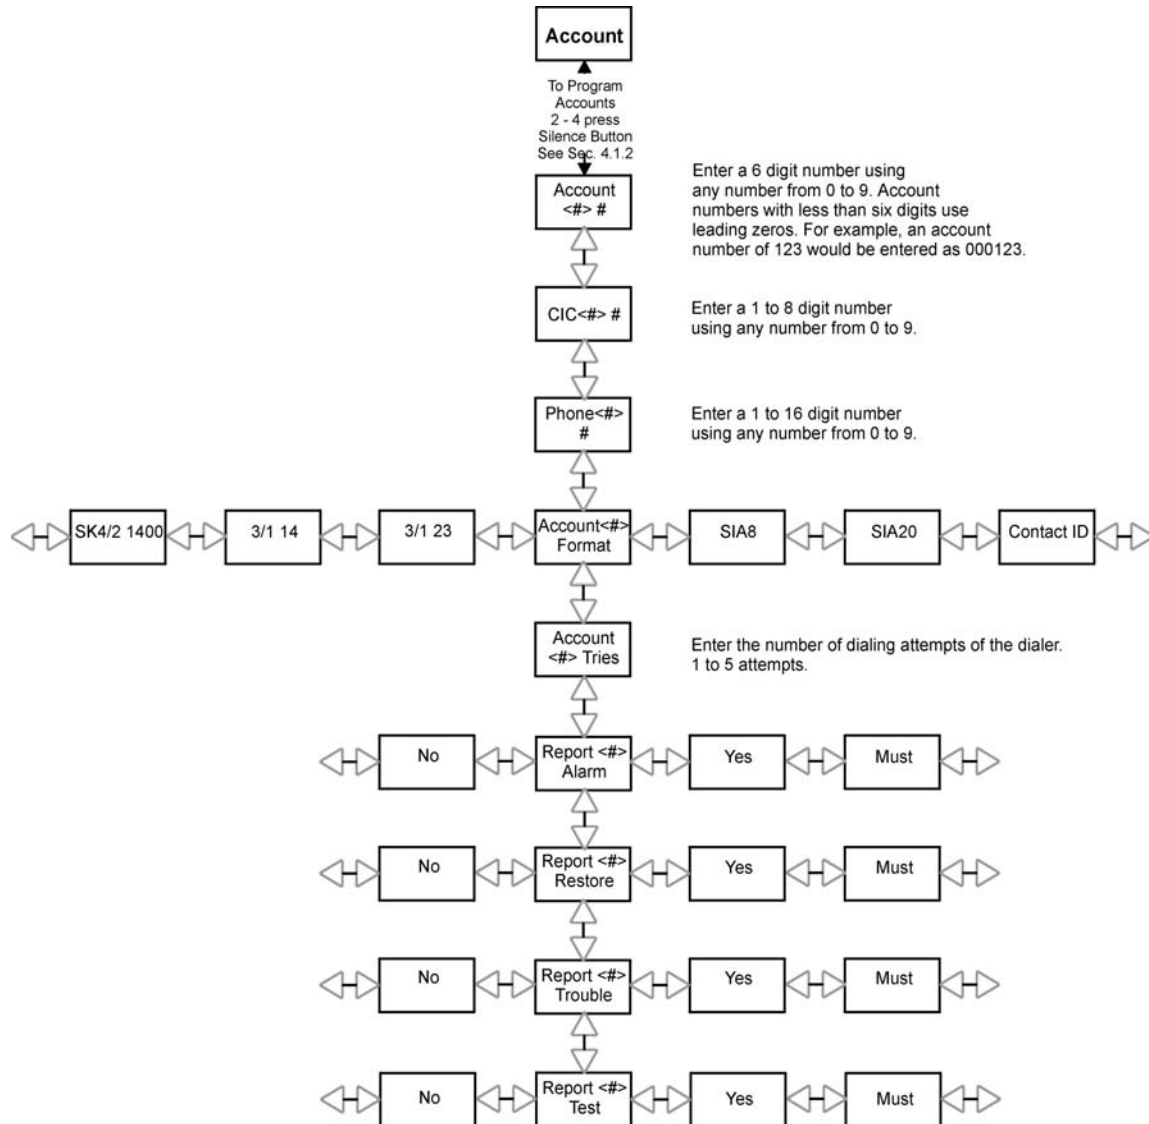 Account
To Program
Accounts
2 - 4 press
Silence Button
See Sec. 4.1.2
Account
<#> #
Enter a 6 digit number using
any number from 0 to 9. Account
numbers with less than six digits use
leading zeros. For example, an account
number of 123 would be entered as 000123.
CIC<#> #
Enter a 1 to 8 digit number
using any number from 0 to 9.
Phone<#>
#
Enter a 1 to 16 digit number
using any number from 0 to 9.
SK4/2 1400
3/1 14
3/1 23
Account<#>
Format
SIA8
SIA20
Contact ID
Account
<#> Tries
Enter the number of dialing attempts of the dialer.
1 to 5 attempts.
No
Report <#>
Alarm
Yes
Must
No
Report <#>
Restore
Yes
Must
No
Report <#>
Trouble
Yes
Must
No
Report <#>
Test
Yes
Must